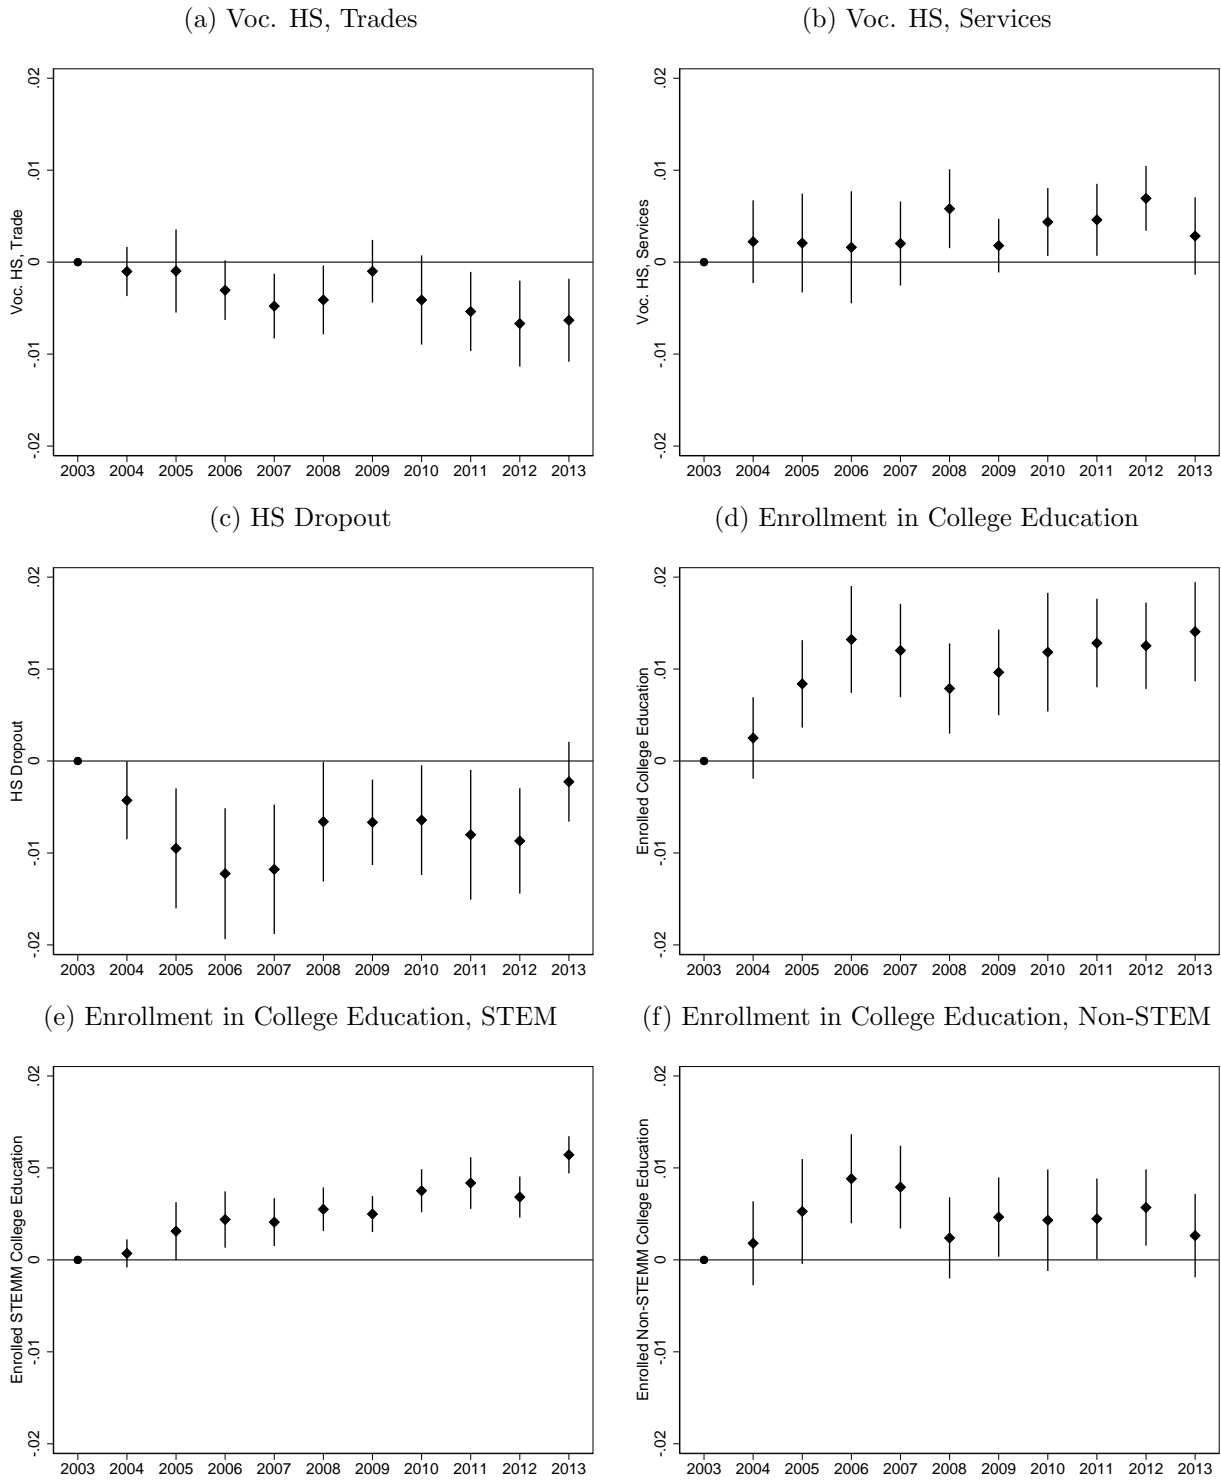 (a) Voc. HS, Trades
Voc. HS, Trade
.02
.01
0
-.01
-.02
2003 2004 2005 2006 2007 2008 2009 2010 2011 2012 2013
(b) Voc. HS, Services
Voc. HS, Services
.02
.01
0
-.01
-.02
2003 2004 2005 2006 2007 2008 2009 2010 2011 2012 2013
(c) HS Dropout
HS Dropout
.02
.01
0
-.01
-.02
2003 2004 2005 2006 2007 2008 2009 2010 2011 2012 2013
(d) Enrollment in College Education
Enrolled College Education
.02
.01
0
-.01
-.02
2003 2004 2005 2006 2007 2008 2009 2010 2011 2012 2013
(e) Enrollment in College Education, STEM
Enrolled STEMM College Education
.02
.01
0
-.01
-.02
2003 2004 2005 2006 2007 2008 2009 2010 2011 2012 2013
(f) Enrollment in College Education, Non-STEM
Enrolled Non-STEMM College Education
.02
.01
0
-.01
-.02
2003 2004 2005 2006 2007 2008 2009 2010 2011 2012 2013